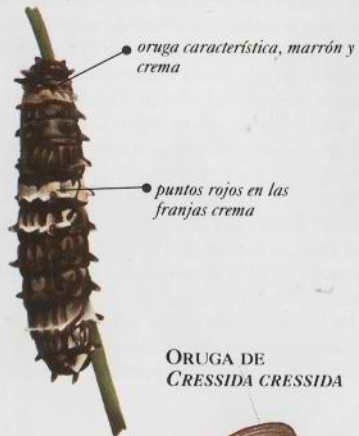 oruga característica, marrón y
crema
puntos rojos en las
franjas crema
ORUGA DE
CRESSIDA CRESSIDA